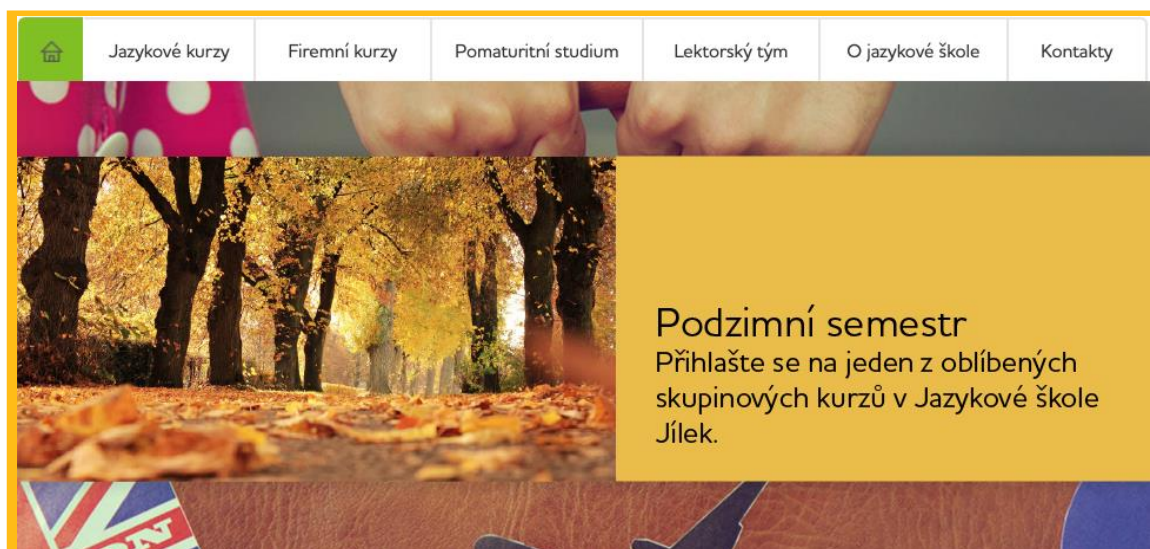 Jazykové kurzy
Firemní kurzy
Pomaturitní studium
Lektorský tým
O jazykové škole
Kontakty
Podzimní semestr
Přihlašte se na jeden z oblíbených
skupinových kurzů v Jazykové škole
Jílek.